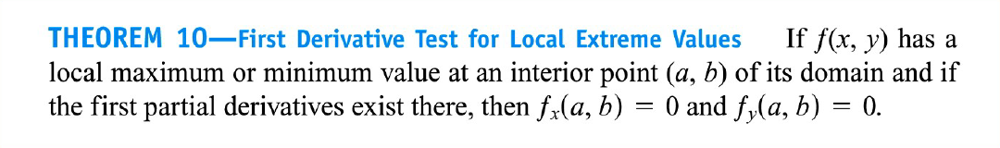 THEOREM 10—First Derivative Test for Local Extreme Values If f(x, y) has a
local maximum or minimum value at an interior point (a, b) of its domain and if
the first partial derivatives exist there, then fₓ(a, b) = 0 and f_y(a, b) = 0.